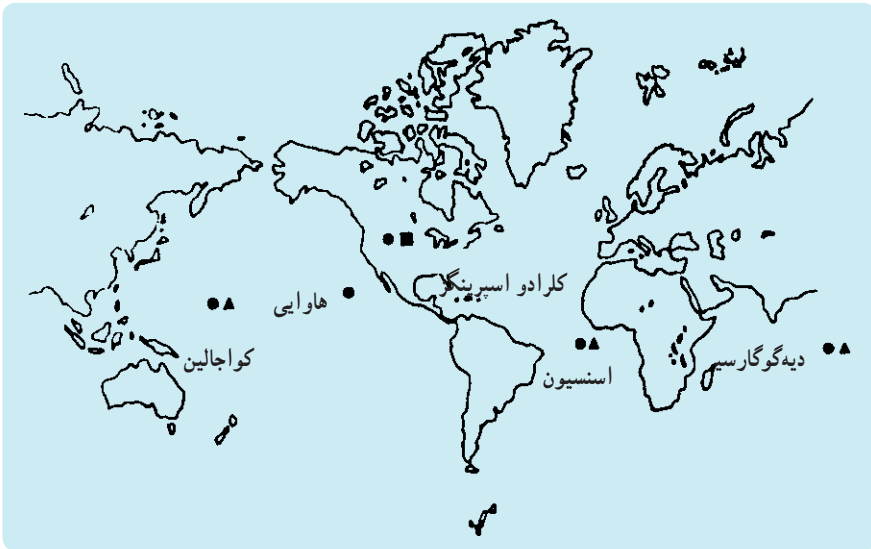 کلرادو اسپرینگز
هاوایی
کواجالین
اسنسیون
دیه‌گوگارسیا